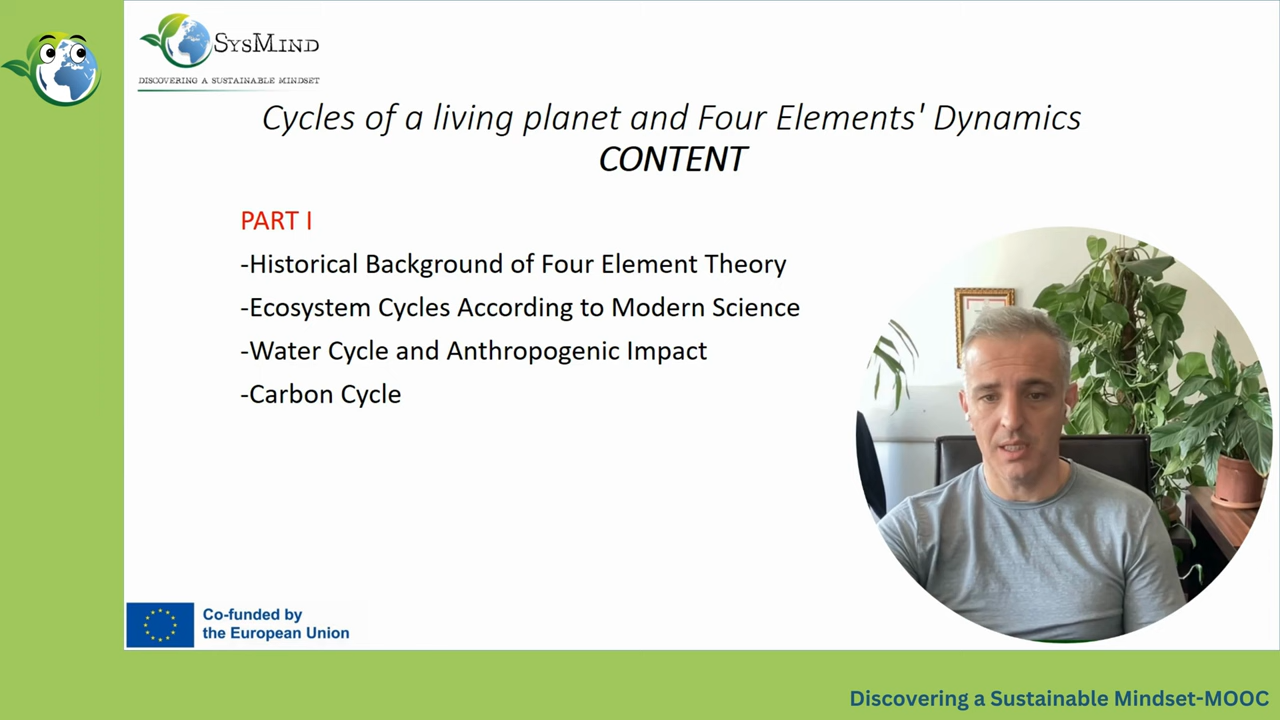 SYSMIND
DISCOVERING A SUSTAINABLE MINDSET
Cycles of a living planet and Four Elements' Dynamics
CONTENT
PART I
-Historical Background of Four Element Theory
-Ecosystem Cycles According to Modern Science
-Water Cycle and Anthropogenic Impact
-Carbon Cycle
Co-funded by
the European Union
Discovering a Sustainable Mindset-MOOC